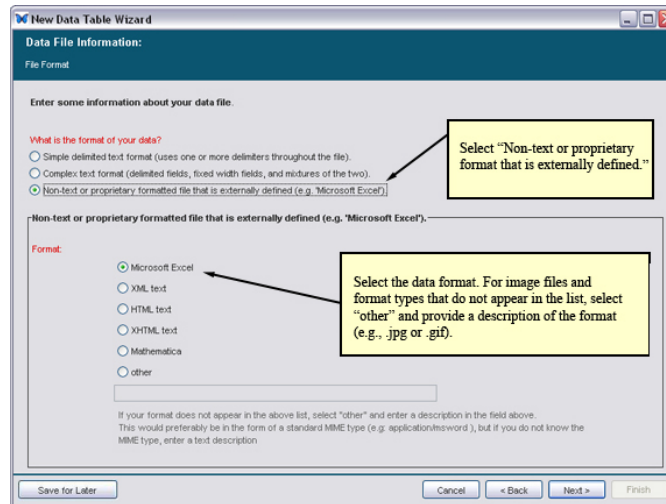 New Data Table Wizard
Data File Information:
File Format
Enter some information about your data file.
What is the format of your data?
Simple delimited text format (uses one or more delimiters throughout the file).
Complex text format (delimited fields, fixed width fields, and mixtures of the two).
Non-text or proprietary formatted file that is externally defined (e.g. 'Microsoft Excel').
Select “Non-text or proprietary
format that is externally defined.”
Non-text or proprietary formatted file that is externally defined (e.g. 'Microsoft Excel').
Format:
Microsoft Excel
XML text
HTML text
XHTML text
Mathematica
other
Select the data format. For image files and
format types that do not appear in the list, select
“other” and provide a description of the format
(e.g., .jpg or .gif).
If your format does not appear in the above list, select "other" and enter a description in the field above.
This would preferably be in the form of a standard MIME type (e.g: application/msword ), but if you do not know the
MIME type, enter a text description
Save for Later
Cancel
< Back
Next >
Finish